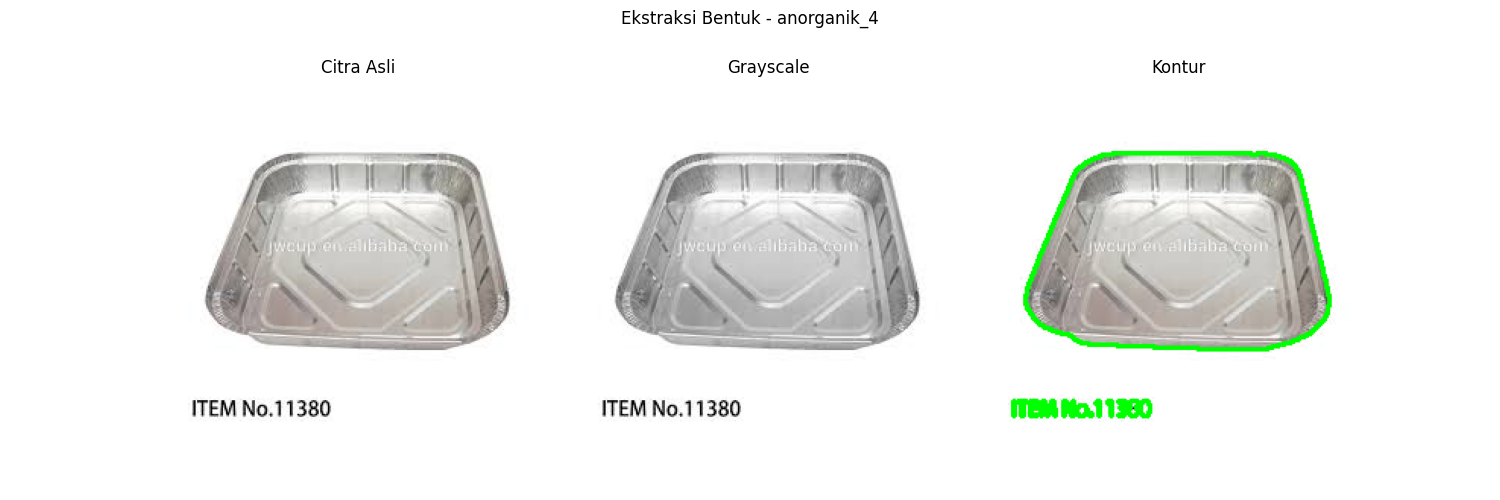 Ekstraksi Bentuk - anorganik_4
Citra Asli
Grayscale
Kontur
jwcup.en.alibaba.com
jwcup.en.alibaba.com
jwcup.en.alibaba.com
ITEM No.11380
ITEM No.11380
ITEM No.11380